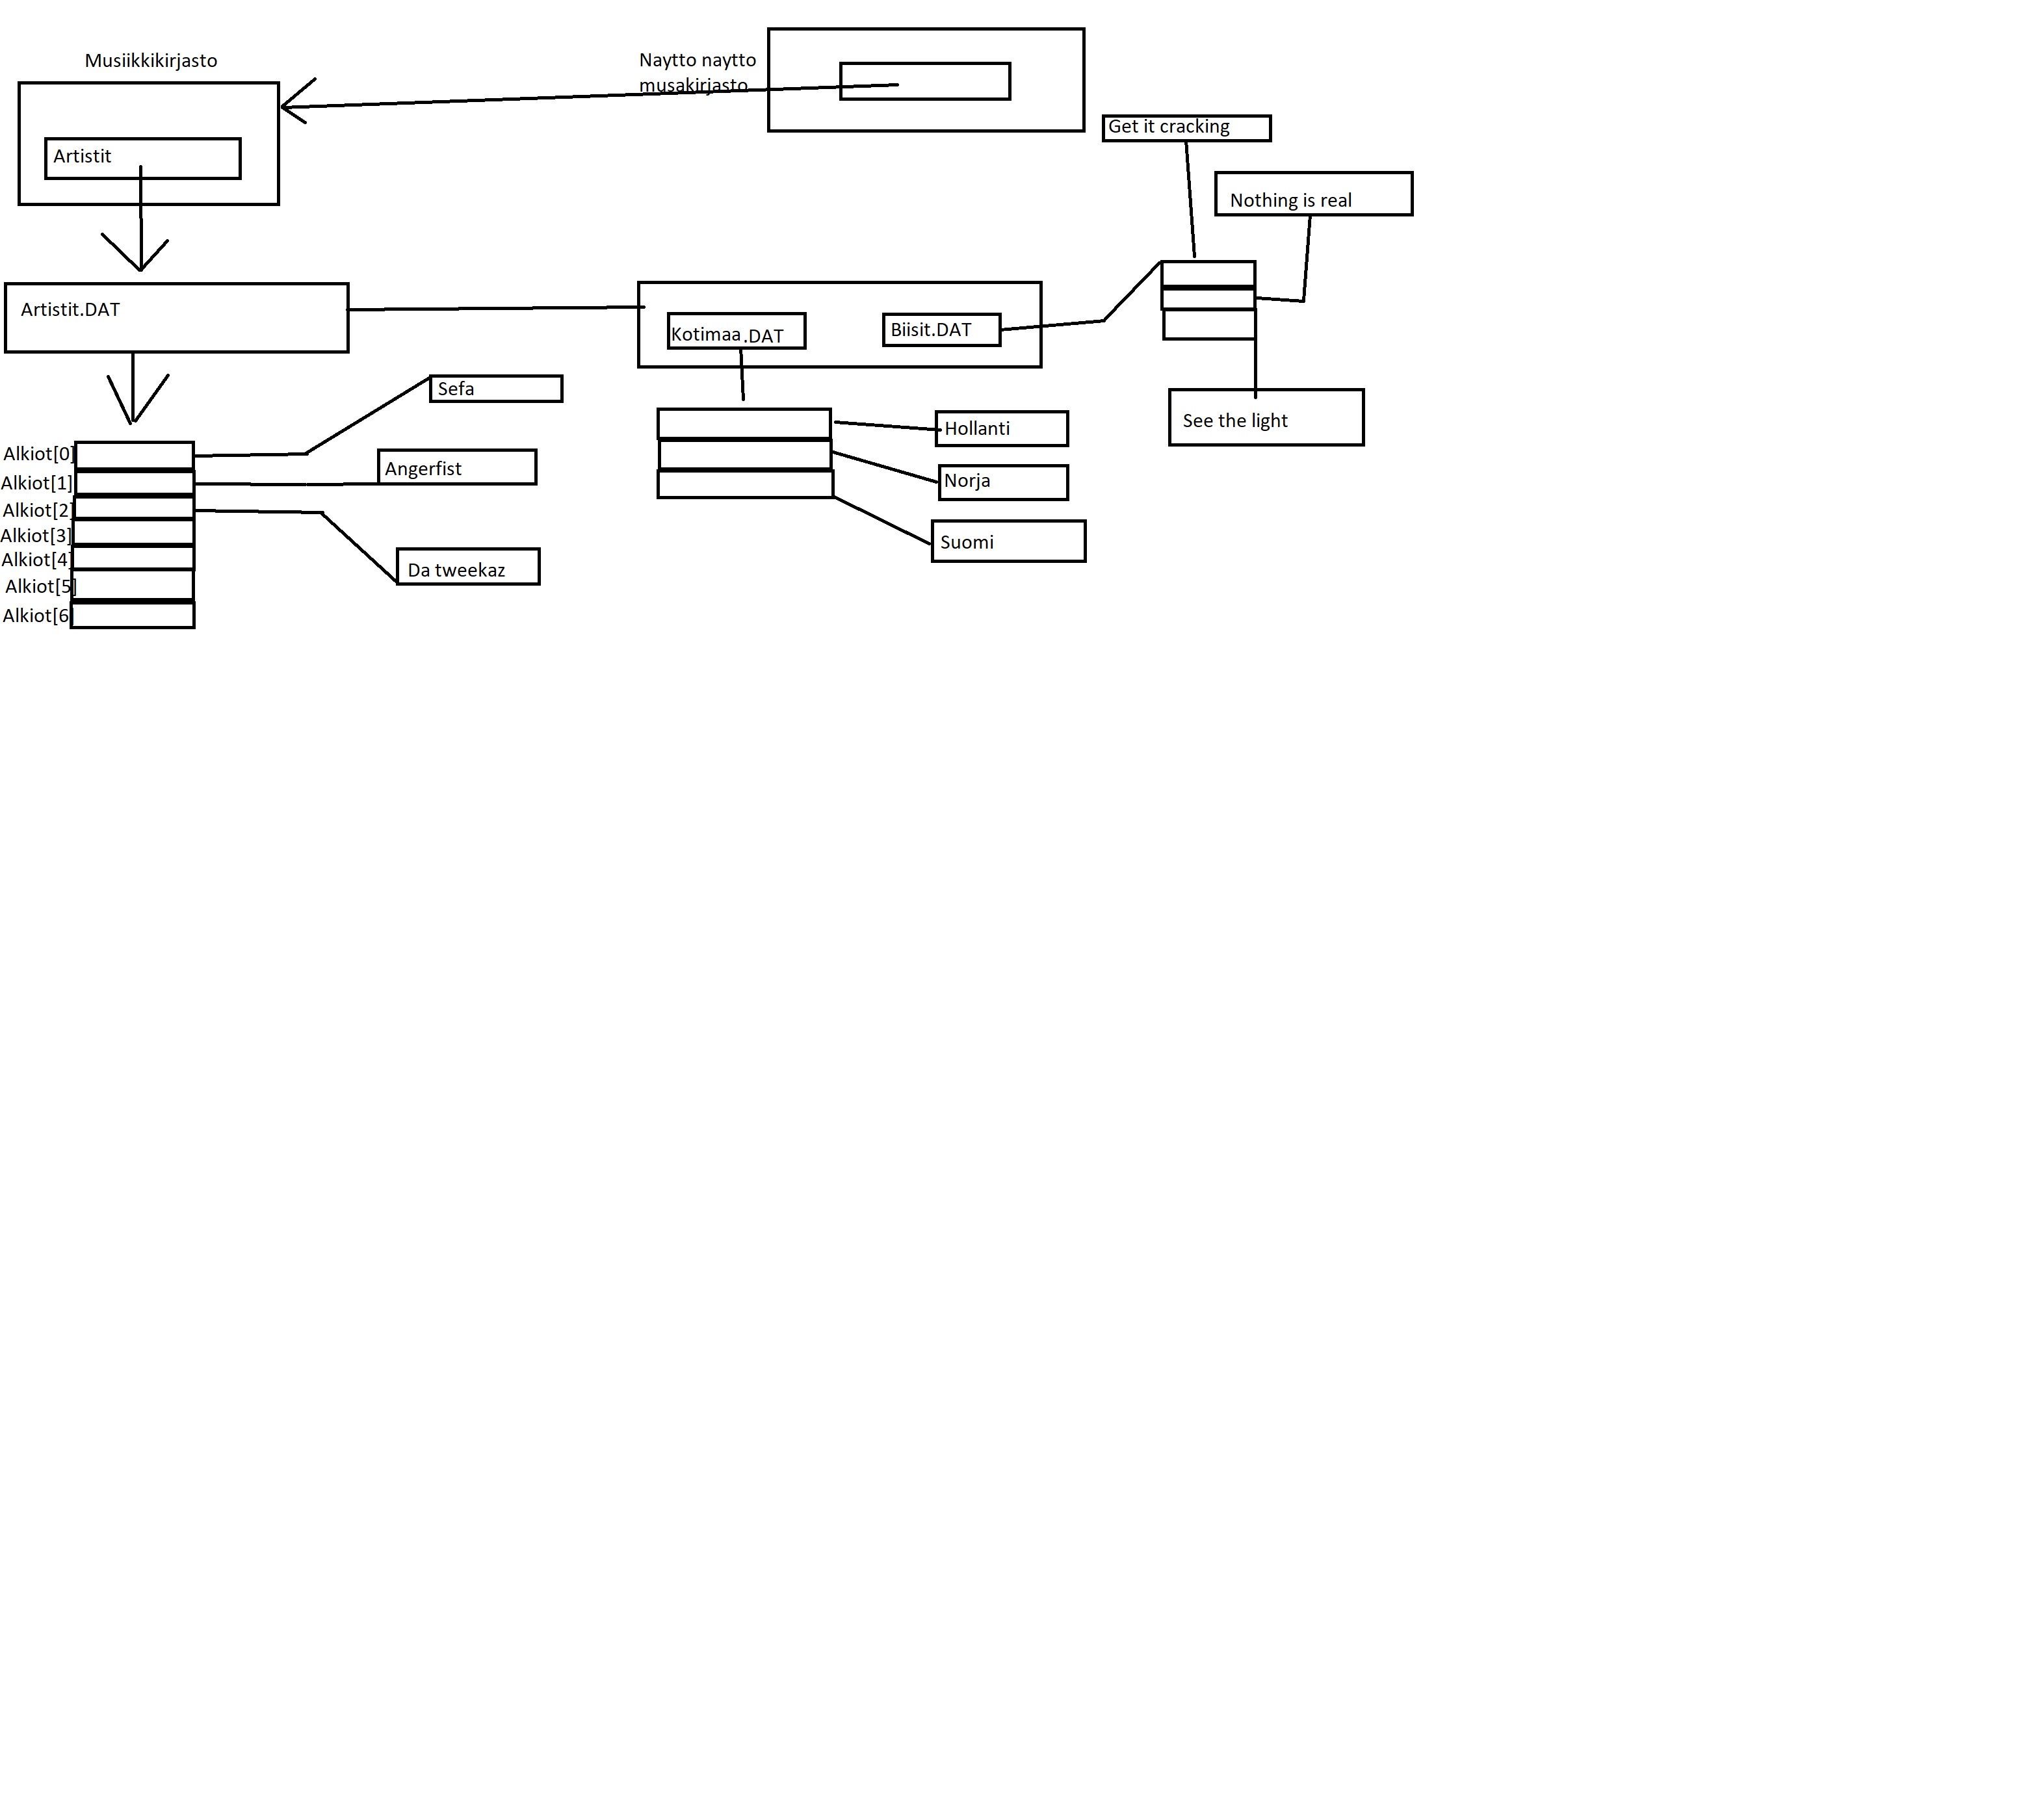 Musiikkikirjasto
Naytto naytto
musakirjasto
Artistit
Get it cracking
Nothing is real
Artistit.DAT
Kotimaa.DAT
Biisit.DAT
See the light
Sefa
Angerfist
Da tweekaz
Hollanti
Norja
Suomi
Alkiot[0]
Alkiot[1]
Alkiot[2]
Alkiot[3]
Alkiot[4]
Alkiot[5]
Alkiot[6]